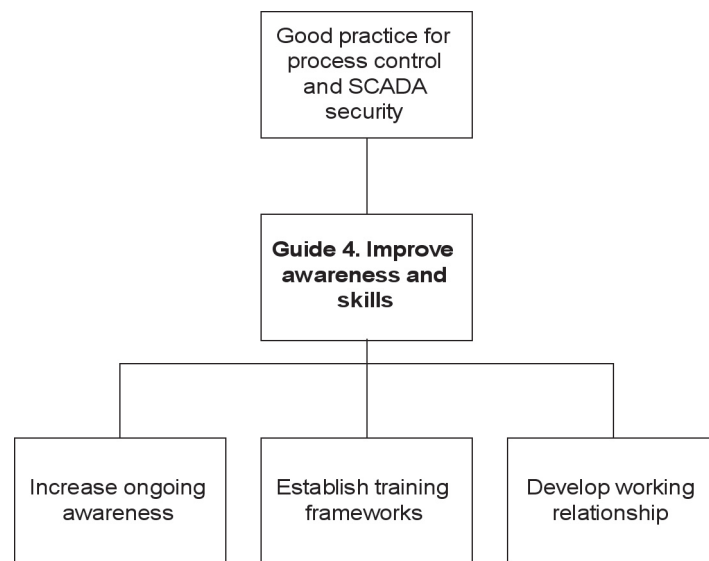 Good practice for
process control
and SCADA
security
Guide 4. Improve
awareness and
skills
Increase ongoing
awareness
Establish training
frameworks
Develop working
relationship